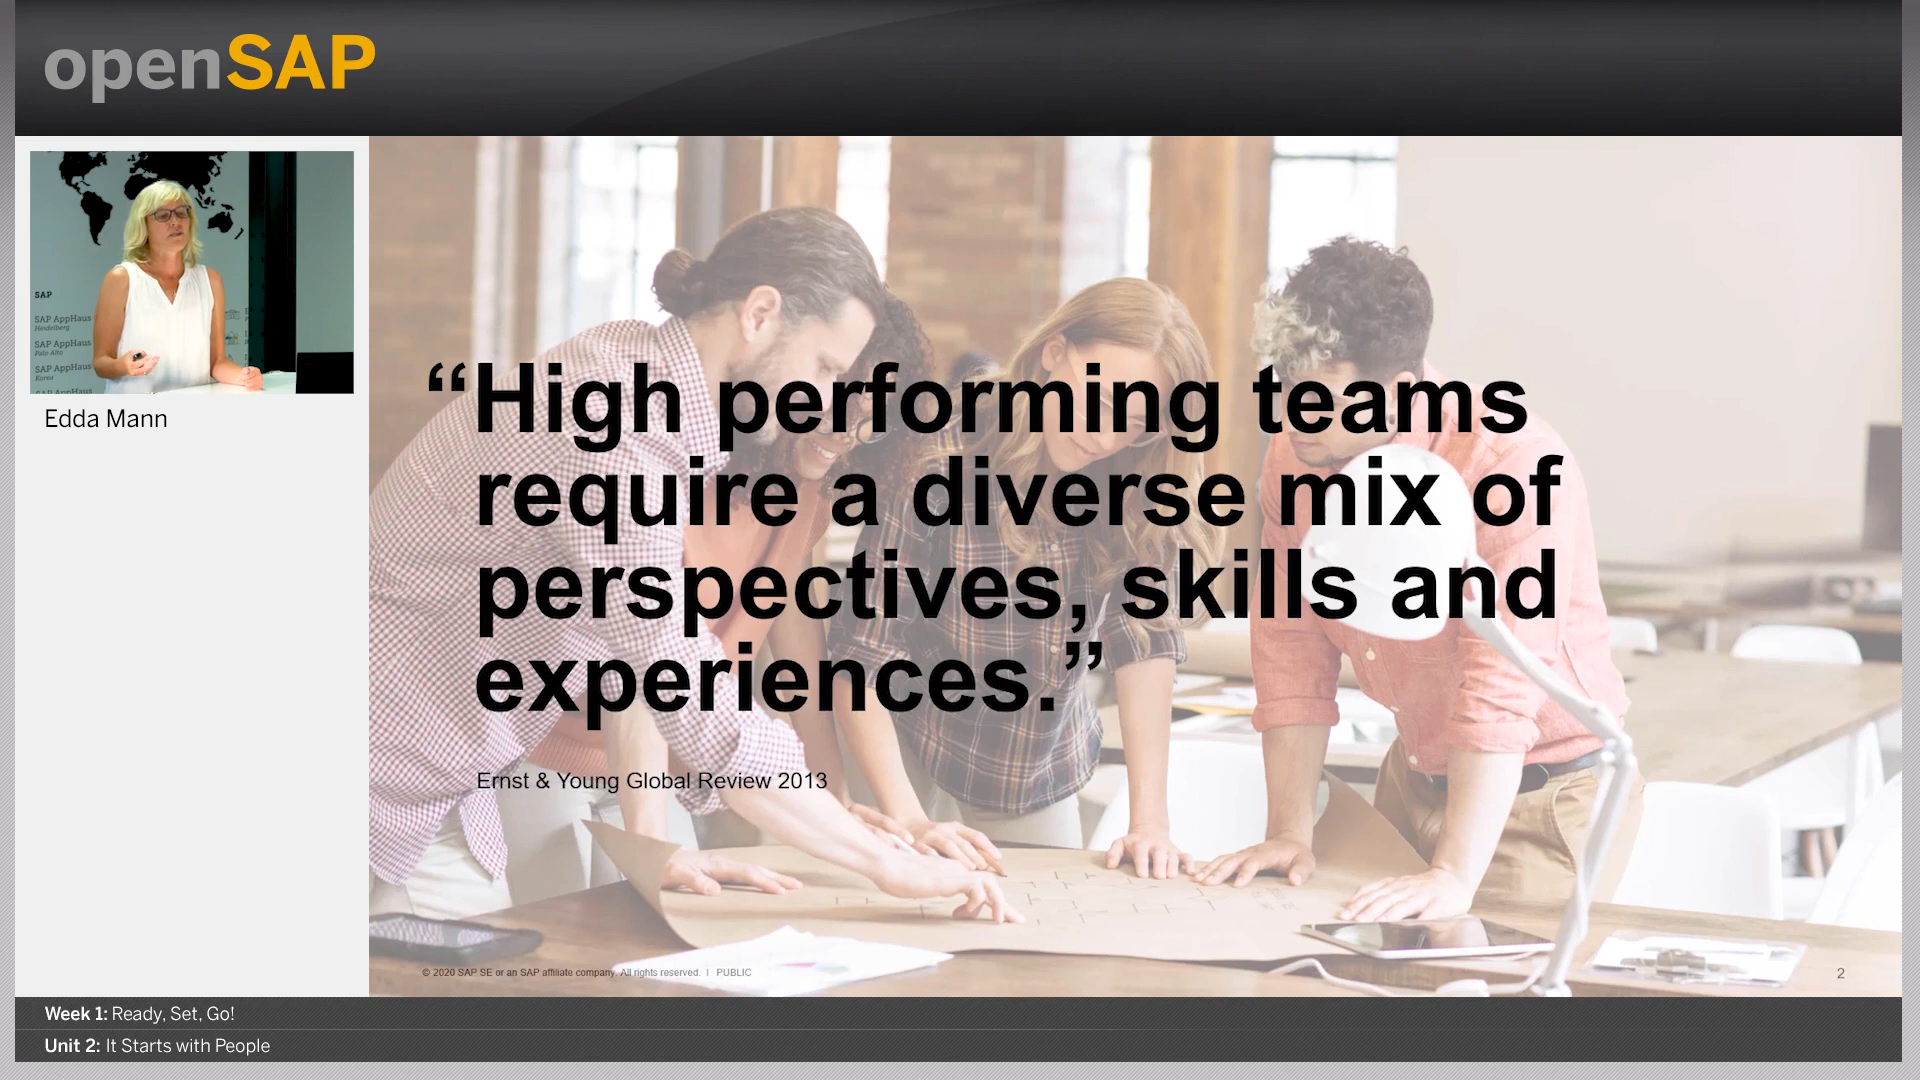 openSAP
SAP
SAP AppHaus
Heidelberg
SAP AppHaus
Palo Alto
SAP AppHaus
Korea
SAP AppHaus
Edda Mann
“High performing teams
require a diverse mix of
perspectives, skills and
experiences.”
Ernst & Young Global Review 2013
© 2020 SAP SE or an SAP affiliate company. All rights reserved. | PUBLIC
2
Week 1: Ready, Set, Go!
Unit 2: It Starts with People